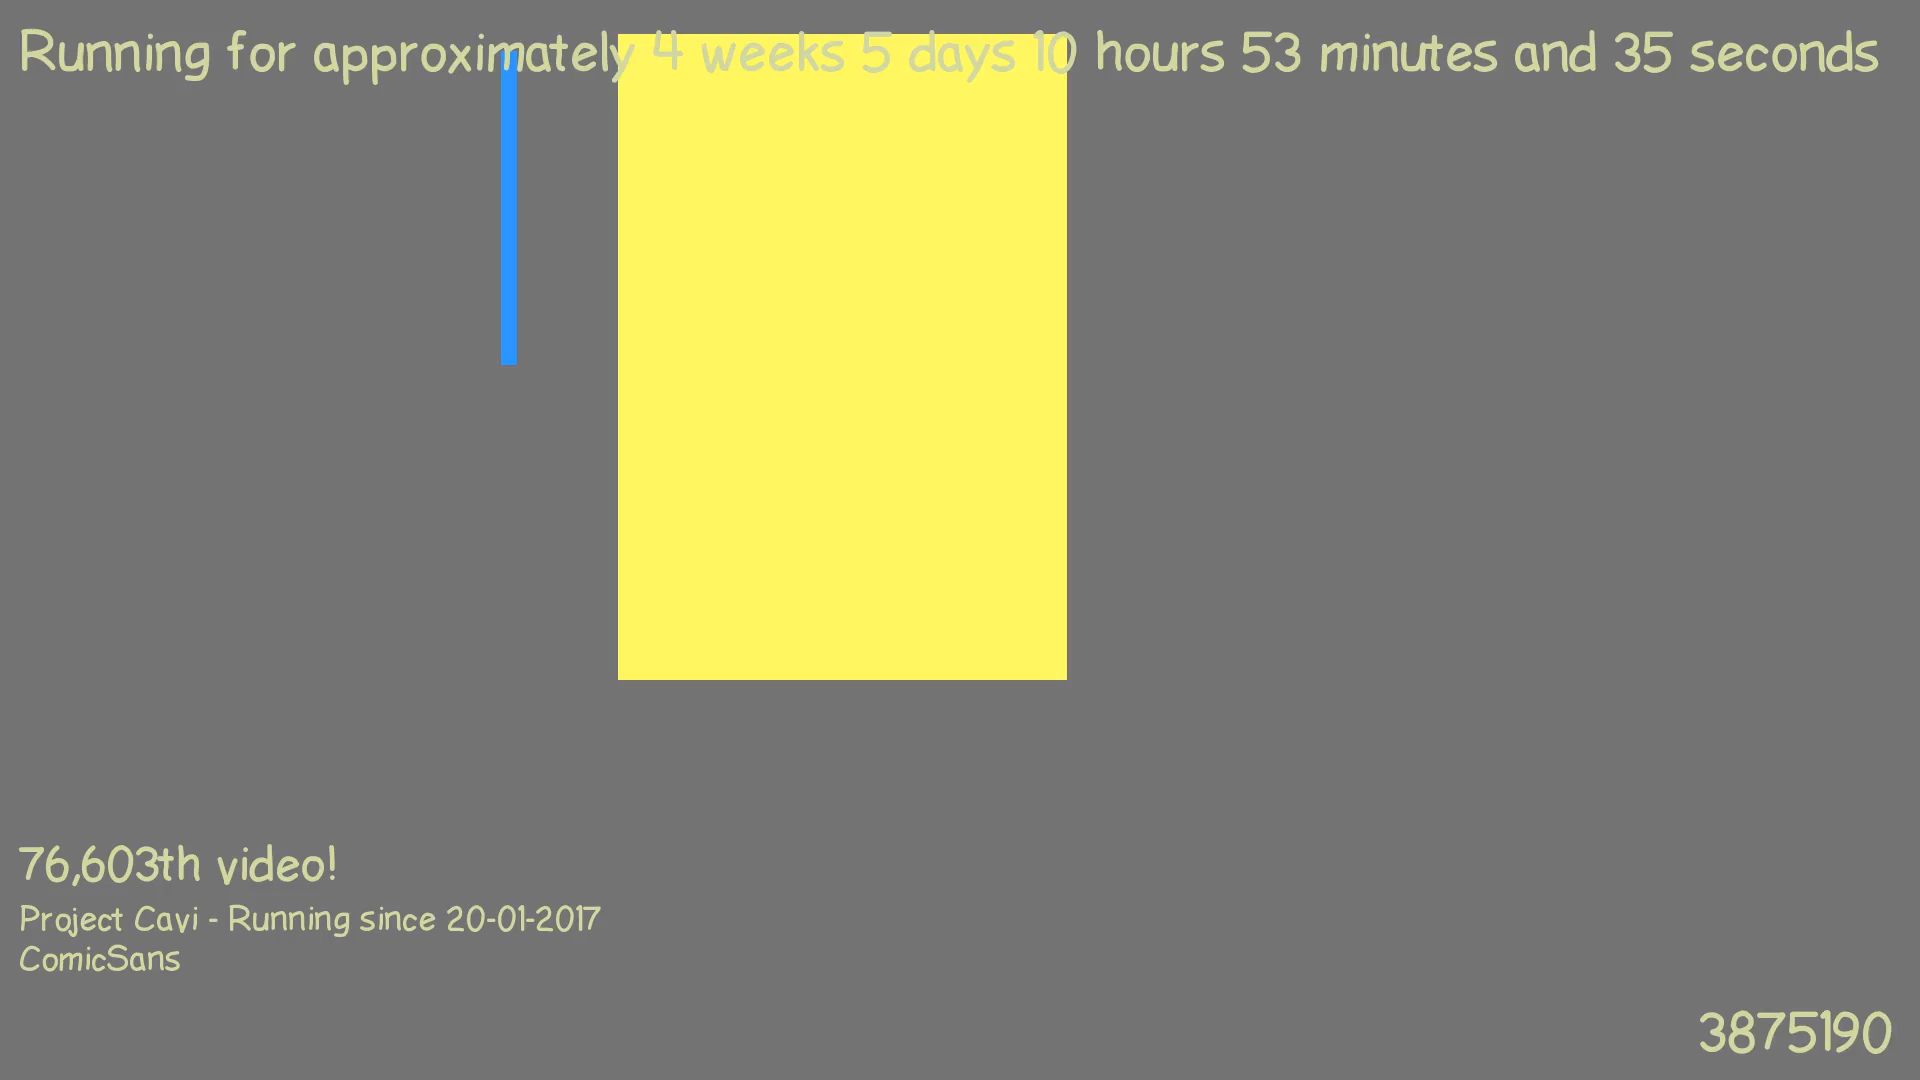 Running for approximately 4 weeks 5 days 10 hours 53 minutes and 35 seconds
76,603th video!
Project Cavi - Running since 20-01-2017
ComicSans
3875190